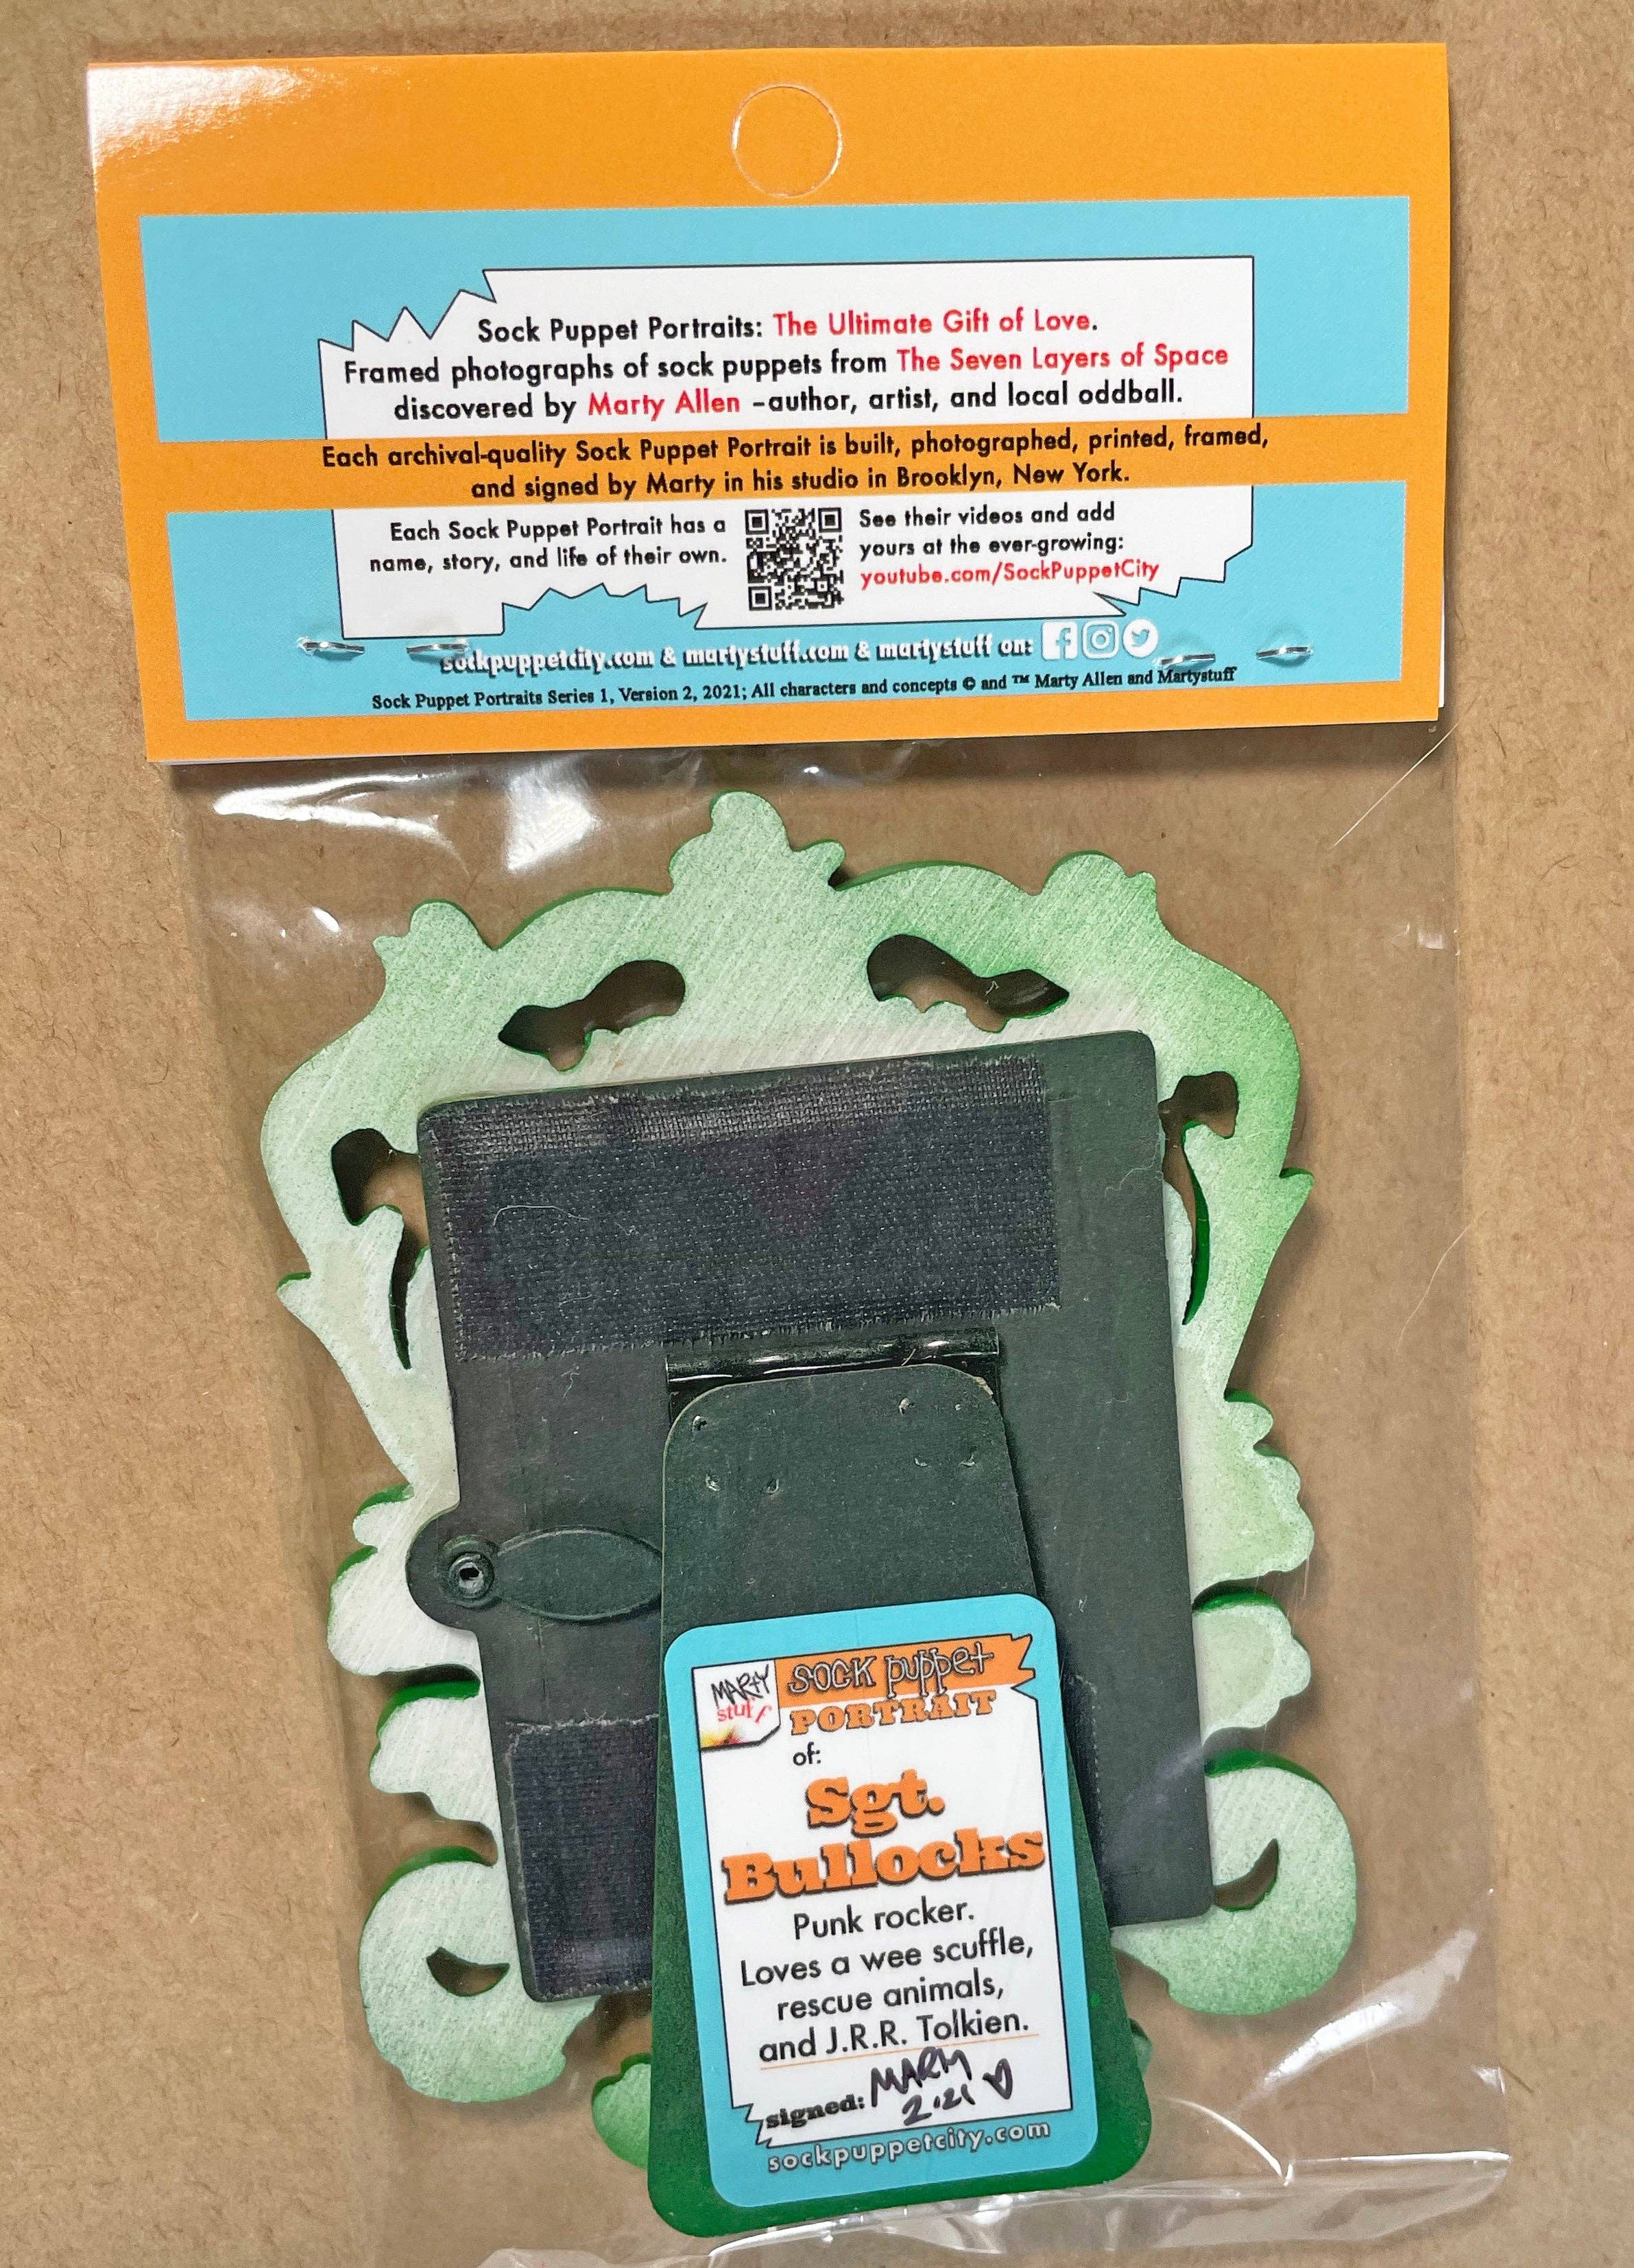 Sock Puppet Portraits: The Ultimate Gift of Love.
Framed photographs of sock puppets from The Seven Layers of Space
discovered by Marty Allen -author, artist, and local oddball.
Each archival-quality Sock Puppet Portrait is built, photographed, printed, framed,
and signed by Marty in his studio in Brooklyn, New York.
Each Sock Puppet Portrait has a
name, story, and life of their own.
See their videos and add
yours at the ever-growing:
youtube.com/SockPuppetCity
sockpuppetcity.com & martystuff.com & martystuff on:
Sock Puppet Portraits Series 1, Version 2, 2021; All characters and concepts © and ™ Marty Allen and Martystuff
MARTY
stuff
SOCK puppet
PORTRAIT
of:
Sgt.
Bullocks
Punk rocker.
Loves a wee scuffle,
rescue animals,
and J.R.R. Tolkien.
signed: MARTY
2.21
sockpuppetcity.com